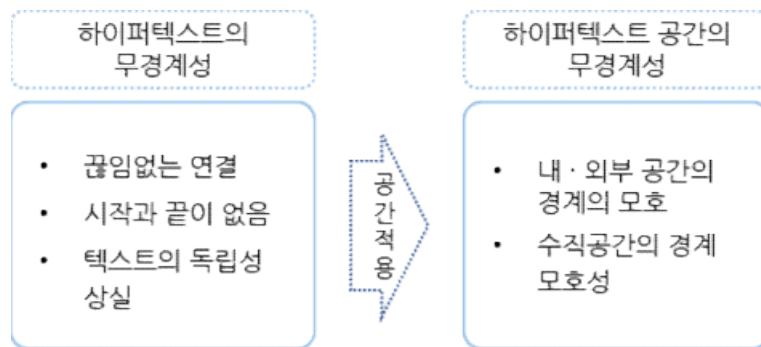 하이퍼텍스트의
무경계성
• 끊임없는 연결
• 시작과 끝이 없음
• 텍스트의 독립성
상실
공간적용
하이퍼텍스트 공간의
무경계성
• 내 · 외부 공간의
경계의 모호
• 수직공간의 경계
모호성